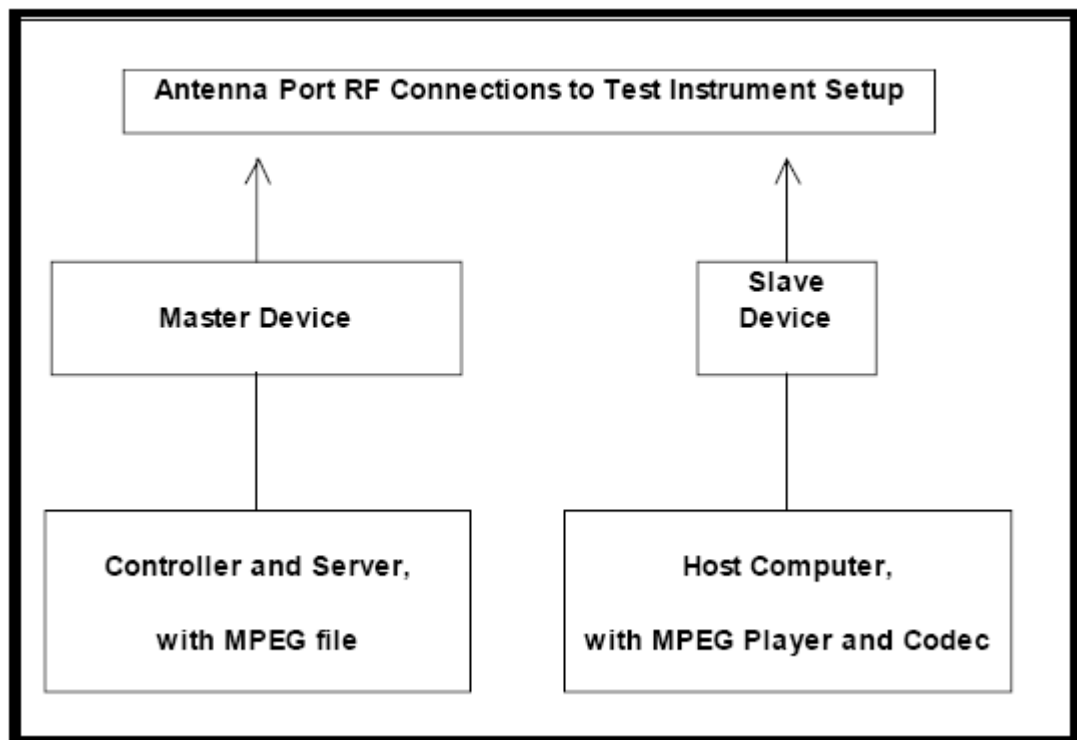 Antenna Port RF Connections to Test Instrument Setup
Master Device
Slave
Device
Controller and Server,
with MPEG file
Host Computer,
with MPEG Player and Codec